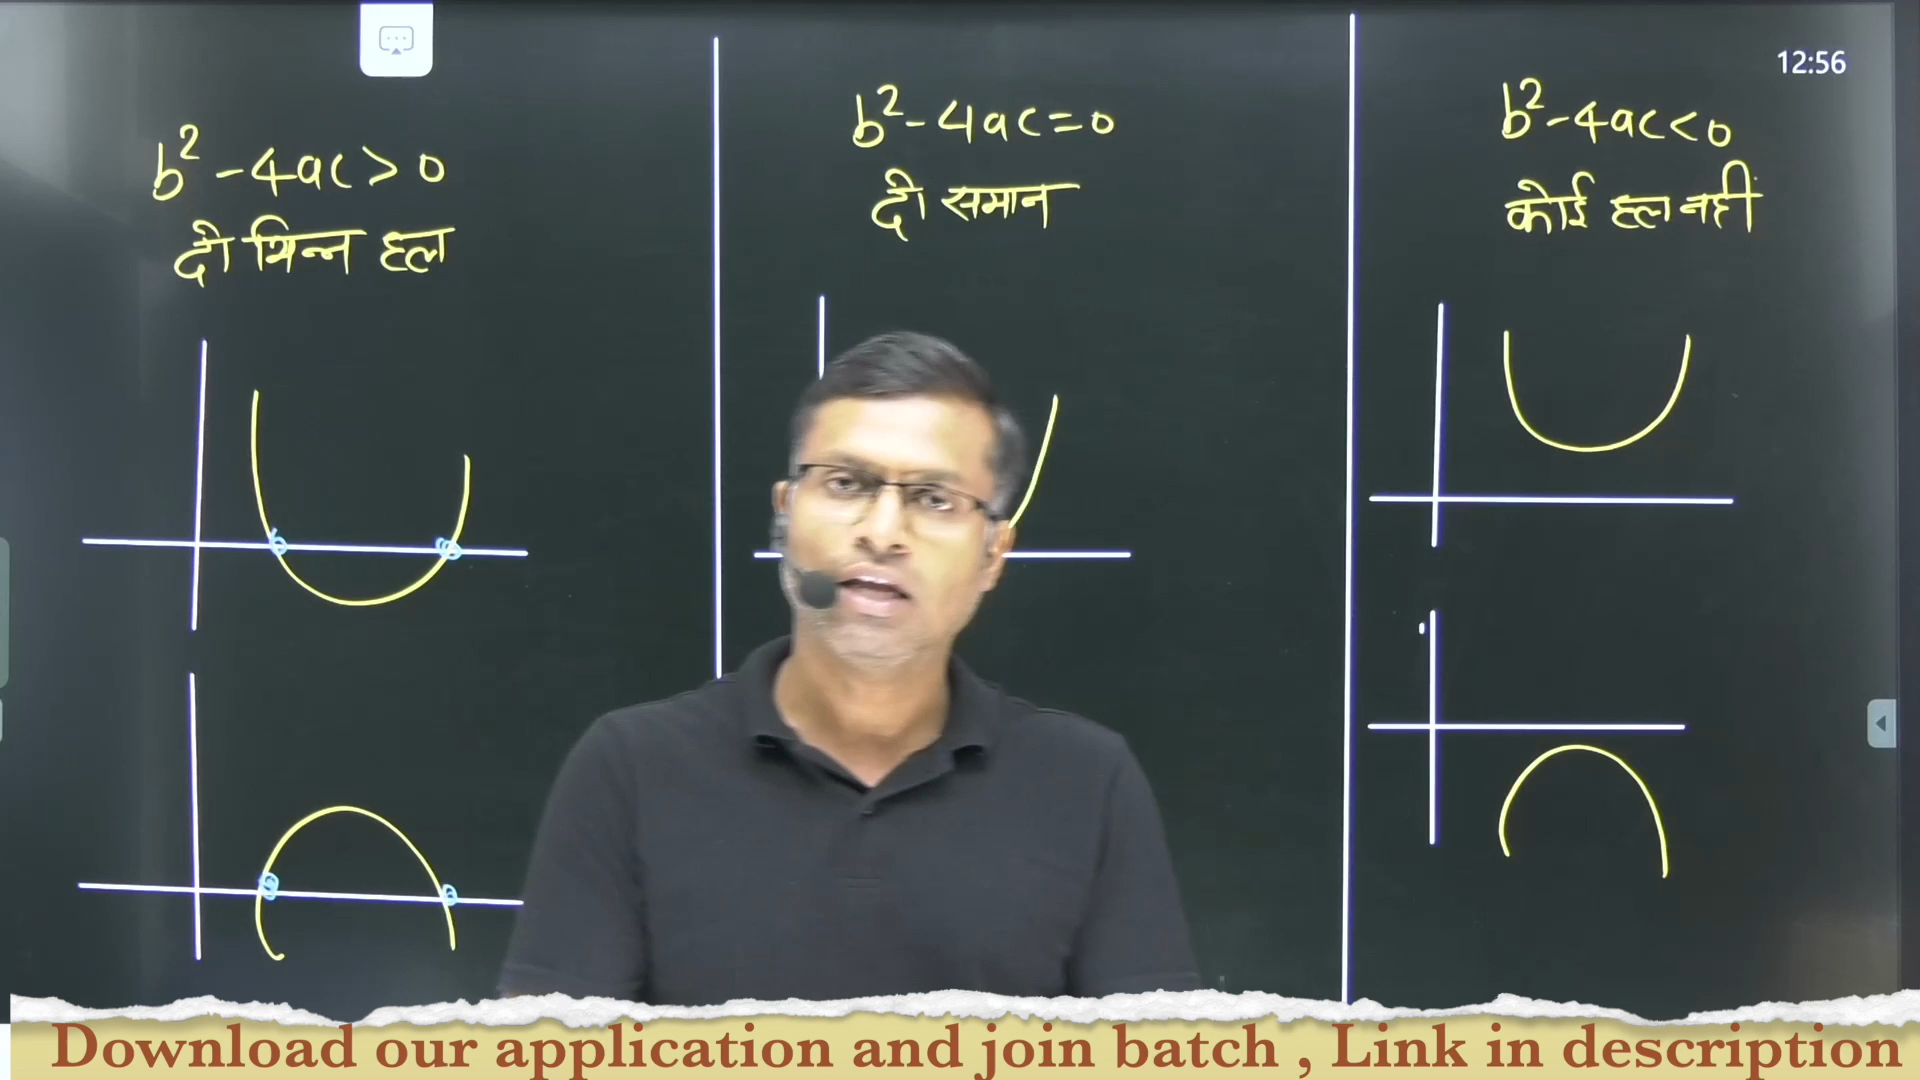 12:56
b²-4ac>0
दो भिन्न हल
b²-4ac=0
दो समान
b²-4ac<0
कोई हल नही
Download our application and join batch , Link in description